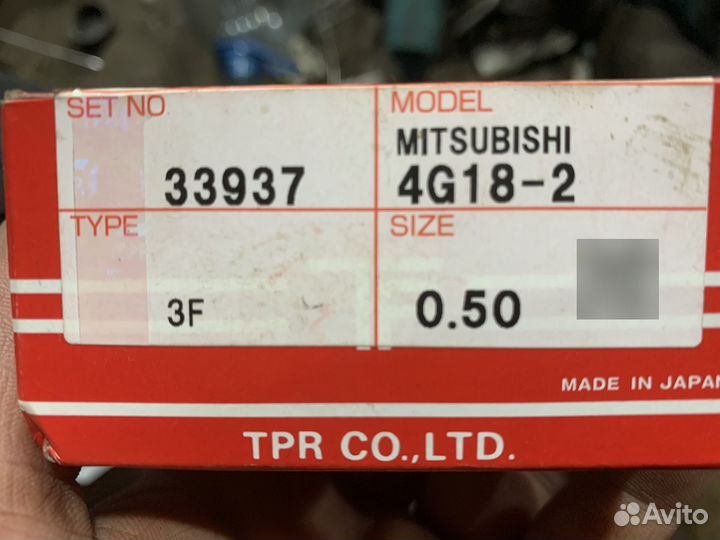 SET NO
33937
MODEL
MITSUBISHI
4G18-2
TYPE
3F
SIZE
0.50
MADE IN JAPAN
TPR CO.,LTD.
Avito